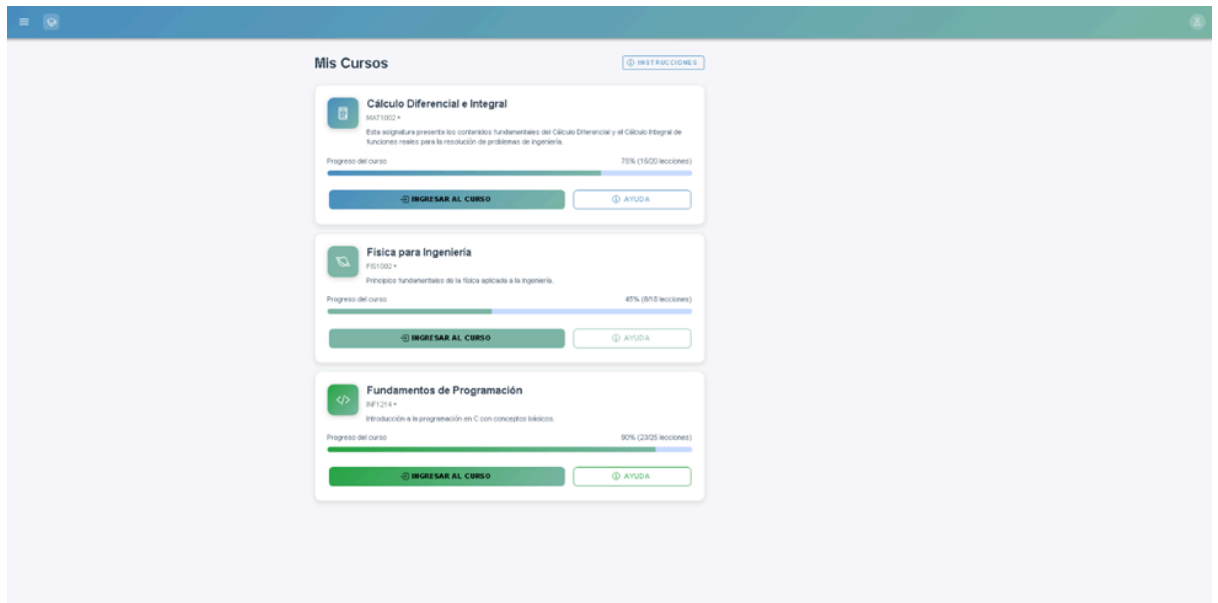 Mis Cursos
INSTRUCCIONES
Cálculo Diferencial e Integral
MAT1002 •
Esta asignatura presenta los contenidos fundamentales del Cálculo Diferencial y el Cálculo Integral de
funciones reales para la resolución de problemas de ingeniería.
Progreso del curso
75% (15/20 lecciones)
INGRESAR AL CURSO
AYUDA
Física para Ingeniería
FIS1002 •
Principios fundamentales de la física aplicada a la ingeniería.
Progreso del curso
45% (8/18 lecciones)
INGRESAR AL CURSO
AYUDA
Fundamentos de Programación
INF1214 •
Introducción a la programación en C con conceptos básicos.
Progreso del curso
90% (23/25 lecciones)
INGRESAR AL CURSO
AYUDA